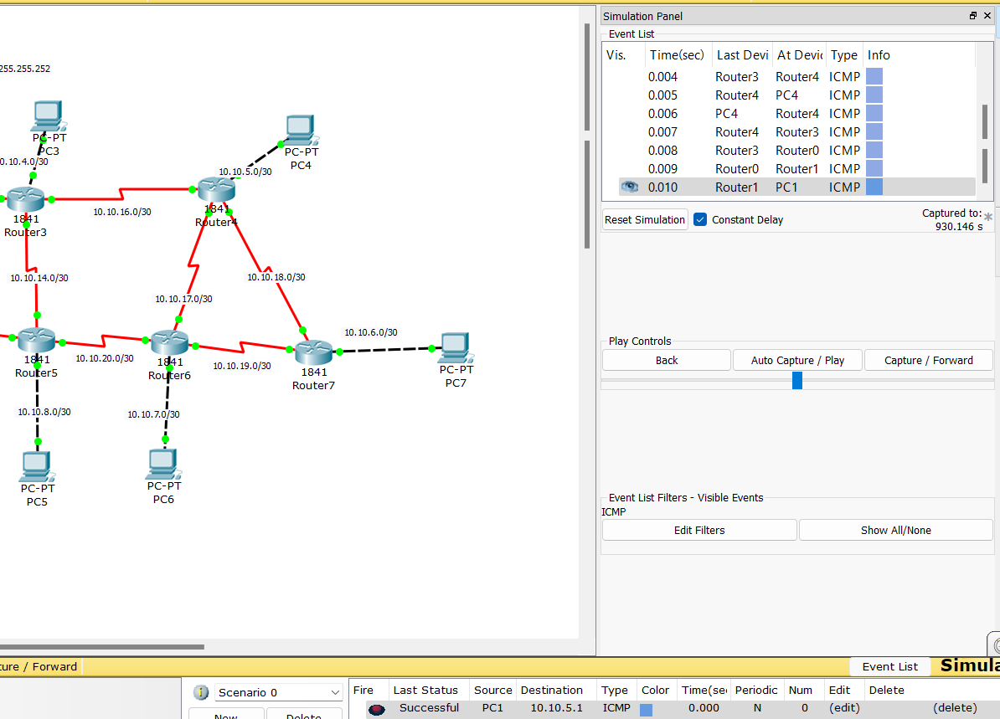 255.255.252
PC-PT
PC3
0.10.4.0/30
PC-PT
PC4
10.10.5.0/30
10.10.16.0/30
1841
Router3
1841
Router4
10.10.14.0/30
10.10.18.0/30
10.10.17.0/30
10.10.6.0/30
1841
Router5
10.10.20.0/30
1841
Router6
10.10.19.0/30
1841
Router7
PC-PT
PC7
10.10.8.0/30
10.10.7.0/30
PC-PT
PC5
PC-PT
PC6
Simulation Panel
Event List
Vis. Time(sec) Last Devi At Devic Type Info
0.004 Router3 Router4 ICMP
0.005 Router4 PC4 ICMP
0.006 PC4 Router4 ICMP
0.007 Router4 Router3 ICMP
0.008 Router3 Router0 ICMP
0.009 Router0 Router1 ICMP
0.010 Router1 PC1 ICMP
Reset Simulation Constant Delay Captured to: *
930.146 s
Play Controls
Back Auto Capture / Play Capture / Forward
Event List Filters - Visible Events
ICMP
Edit Filters Show All/None
ture / Forward Event List Simula
Scenario 0
New Delete
Fire Last Status Source Destination Type Color Time(sec Periodic Num Edit Delete
Successful PC1 10.10.5.1 ICMP 0.000 N 0 (edit) (delete)